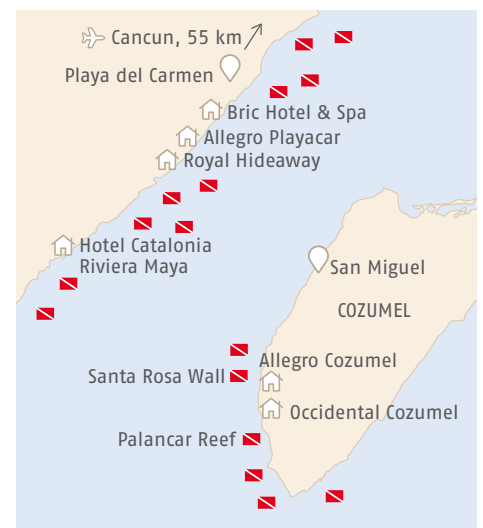 Cancun, 55 km
Playa del Carmen
Bric Hotel & Spa
Allegro Playacar
Royal Hideaway
Hotel Catalonia
Riviera Maya
San Miguel
COZUMEL
Allegro Cozumel
Santa Rosa Wall
Occidental Cozumel
Palancar Reef